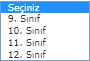 Seçiniz
9. Sınıf
10. Sınıf
11. Sınıf
12. Sınıf